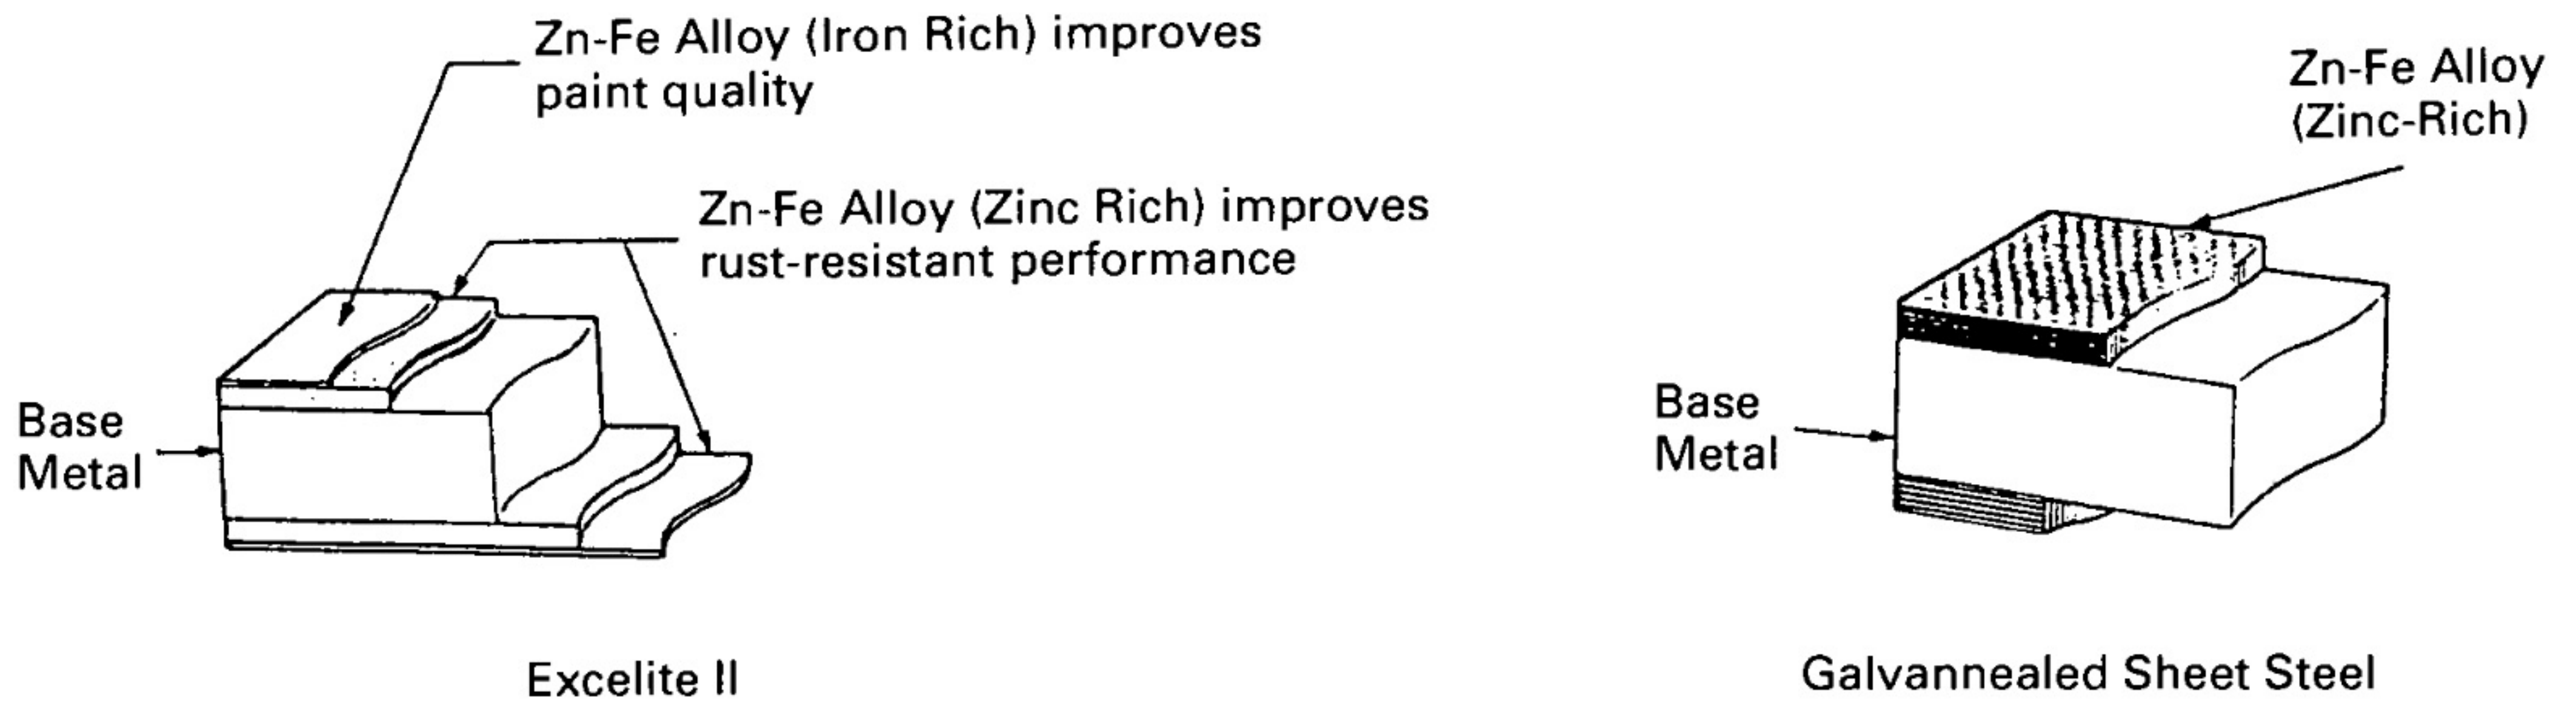 Zn-Fe Alloy (Iron Rich) improves
paint quality
Zn-Fe Alloy (Zinc Rich) improves
rust-resistant performance
Base
Metal
Excelite II
Zn-Fe Alloy
(Zinc-Rich)
Base
Metal
Galvannealed Sheet Steel